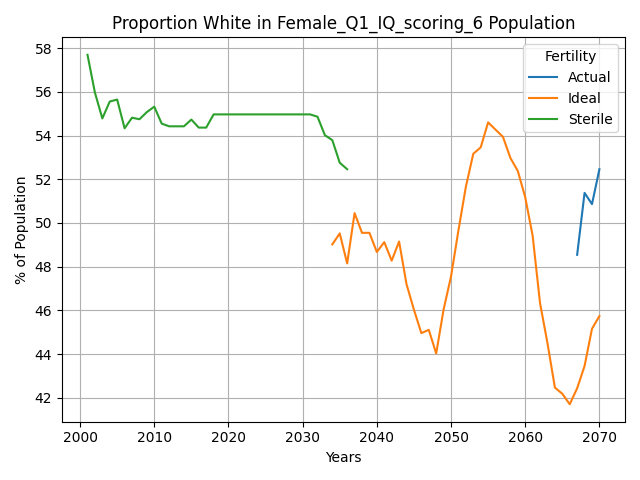 Proportion White in Female_Q1_IQ_scoring_6 Population
Fertility
Actual
Ideal
Sterile
% of Population
58
56
54
52
50
48
46
44
42
2000 2010 2020 2030 2040 2050 2060 2070
Years